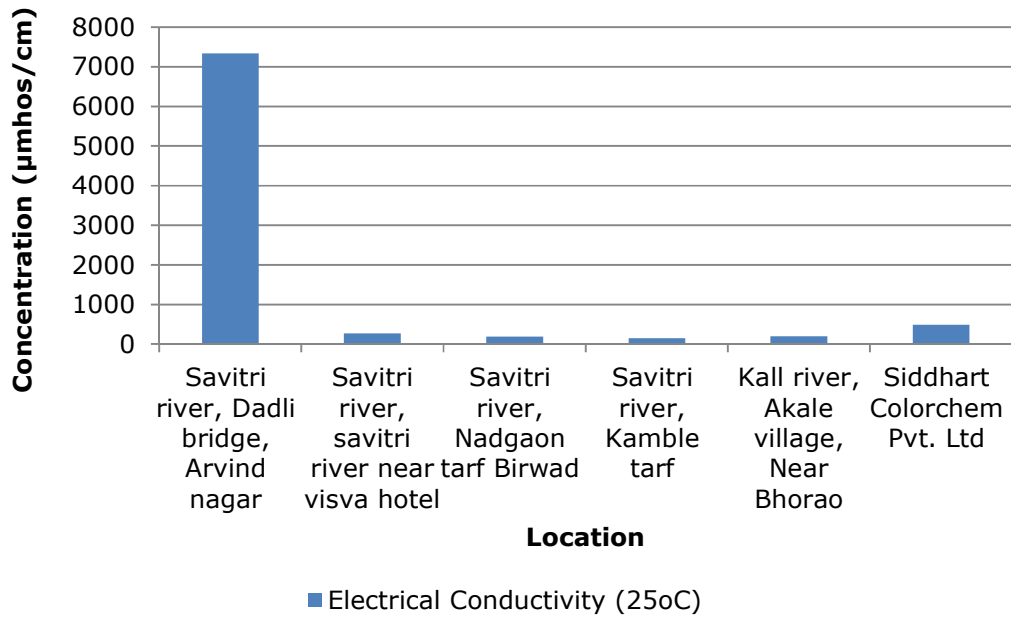 Concentration (µmhos/cm)
8000
7000
6000
5000
4000
3000
2000
1000
0
Savitri
river, Dadli
bridge,
Arvind
nagar
Savitri
river,
savitri
river near
visva hotel
Savitri
river,
Nadgaon
tarf Birwad
Savitri
river,
Kamble
tarf
Kall river,
Akale
village,
Near
Bhorao
Siddhart
Colorchem
Pvt. Ltd
Location
Electrical Conductivity (25oC)